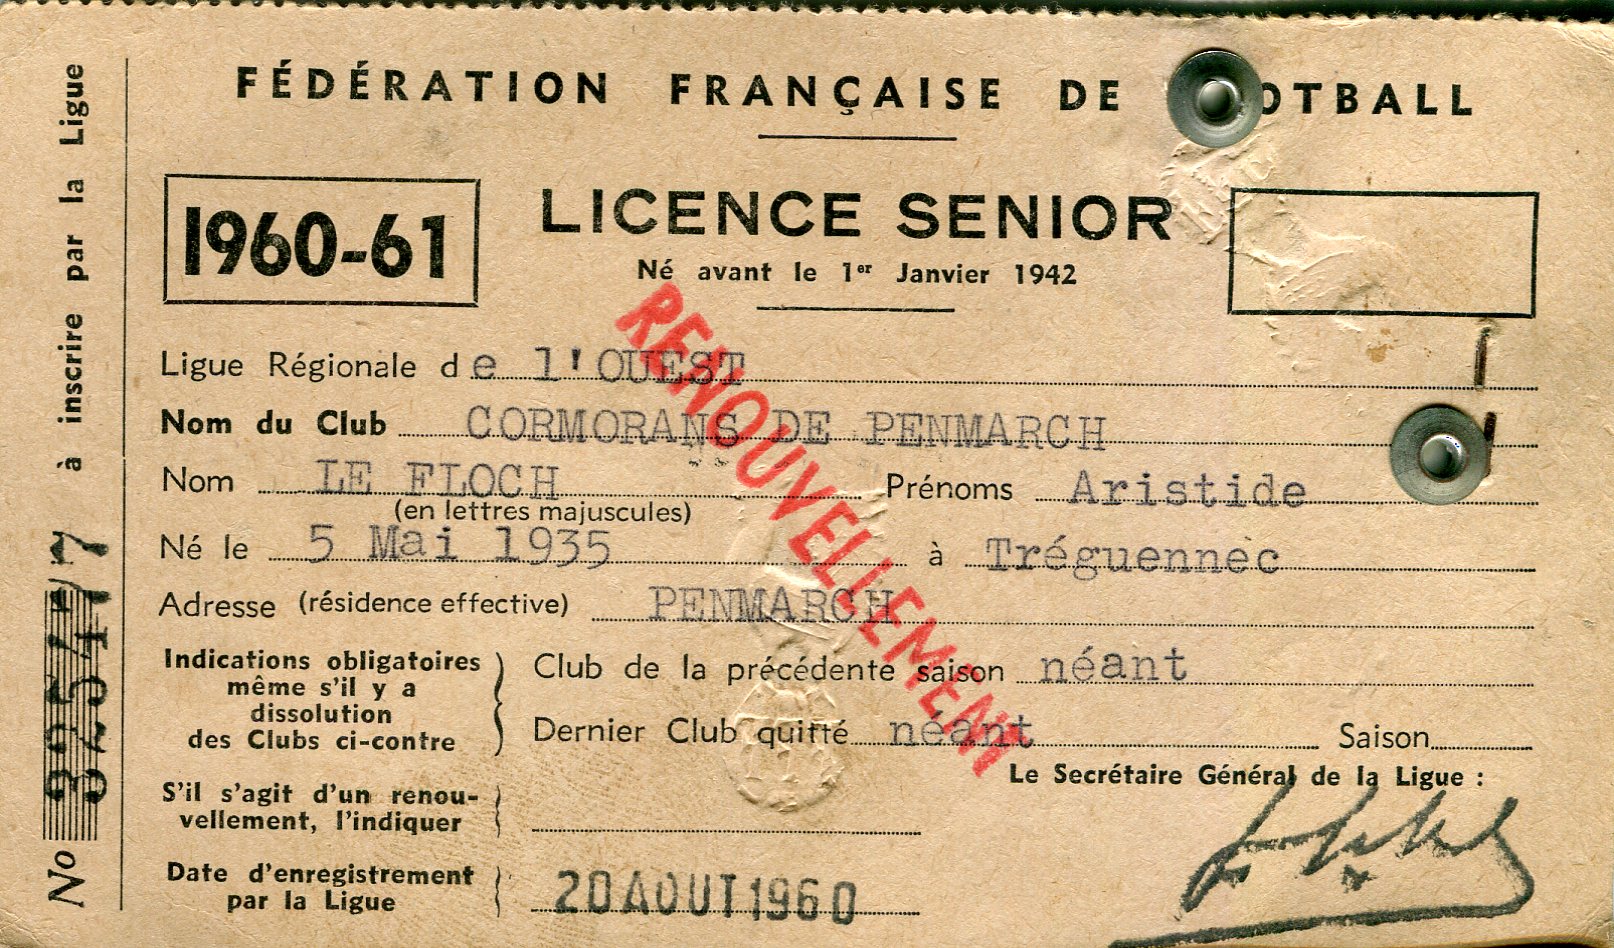 FÉDÉRATION FRANÇAISE DE OTBALL
1960-61
LICENCE SENIOR
Né avant le 1er Janvier 1942
RENOUVELLEMENT
Ligue Régionale de l'OUEST
Nom du Club CORMORANS DE PENMARCH
Nom LE FLOCH Prénoms Aristide
(en lettres majuscules)
Né le 5 Mai 1935 à Tréguennec
Adresse (résidence effective) PENMARCH
Indications obligatoires
même s'il y a
dissolution
des Clubs ci-contre
Club de la précédente saison néant
Dernier Club quitté néant Saison
Le Secrétaire Général de la Ligue :
S'il s'agit d'un renou-
vellement, l'indiquer
Date d'enregistrement
par la Ligue
20 AOUT 1960
No à inscrire par la Ligue